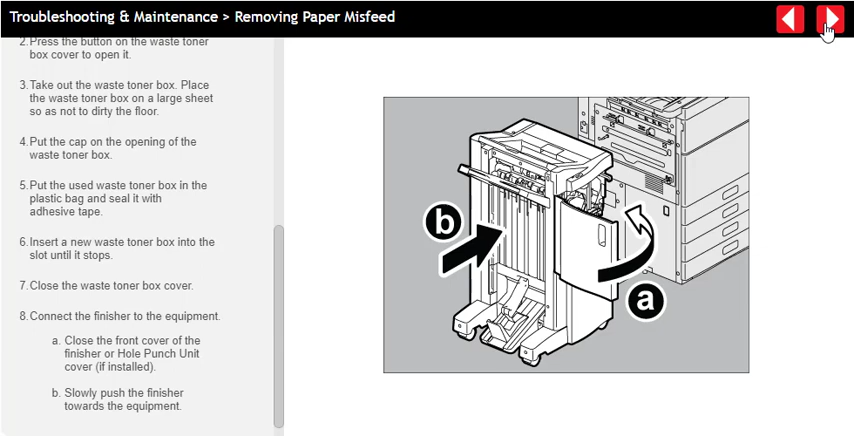 Troubleshooting & Maintenance > Removing Paper Misfeed
2.Press the button on the waste toner
box cover to open it.
3.Take out the waste toner box. Place
the waste toner box on a large sheet
so as not to dirty the floor.
4.Put the cap on the opening of the
waste toner box.
5.Put the used waste toner box in the
plastic bag and seal it with
adhesive tape.
6.Insert a new waste toner box into the
slot until it stops.
7.Close the waste toner box cover.
8.Connect the finisher to the equipment.
a. Close the front cover of the
finisher or Hole Punch Unit
cover (if installed).
b. Slowly push the finisher
towards the equipment.
b
a